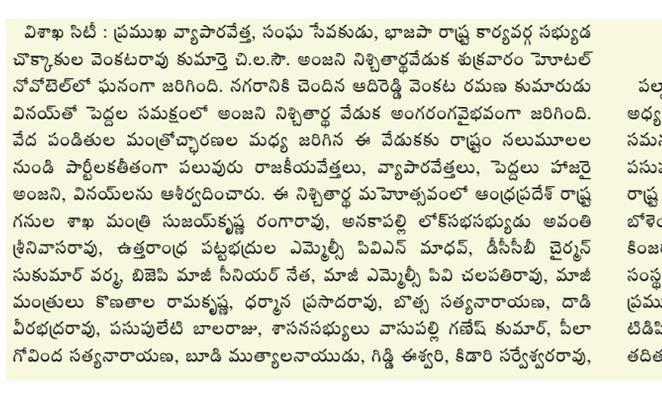 విశాఖ సిటీ : ప్రముఖ వ్యాపారవేత్త, సంఘ సేవకుడు, భాజపా రాష్ట్ర కార్యవర్గ సభ్యుడ
చొక్కాకుల వెంకటరావు కుమార్తె చి.ల.సౌ. అంజని నిశ్చితార్థవేడుక శుక్రవారం హెూటల్
నోవోటెల్‌లో ఘనంగా జరిగింది. నగరానికి చెందిన ఆదిరెడ్డి వెంకట రమణ కుమారుడు
వినయ్‌తో పెద్దల సమక్షంలో అంజని నిశ్చితార్థ వేడుక అంగరంగవైభవంగా జరిగింది.
వేద పండితుల మంత్రోచ్ఛారణల మధ్య జరిగిన ఈ వేడుకకు రాష్ట్రం నలుమూలల
నుండి పార్టీలకతీతంగా పలువురు రాజకీయవేత్తలు, వ్యాపారవేత్తలు, పెద్దలు హాజరై
అంజని, వినయ్‌లను ఆశీర్వదించారు. ఈ నిశ్చితార్థ మహెూత్సవంలో ఆంధ్రప్రదేశ్ రాష్ట్ర
గనుల శాఖ మంత్రి సుజయ్‌కృష్ణ రంగారావు, అనకాపల్లి లోక్‌సభసభ్యుడు అవంతి
శ్రీనివాసరావు, ఉత్తరాంధ్ర పట్టభద్రుల ఎమ్మెల్సీ పివిఎన్ మాధవ్, డీసీసీబీ చైర్మన్
సుకుమార్ వర్మ, బిజెపి మాజీ సీనియర్ నేత, మాజీ ఎమ్మెల్సీ పివి చలపతిరావు, మాజీ
మంత్రులు కొణతాల రామకృష్ణ, ధర్మాన ప్రసాదరావు, బొత్స సత్యనారాయణ, దాడి
వీరభద్రరావు, పసుపులేటి బాలరాజు, శాసనసభ్యులు వాసుపల్లి గణేష్ కుమార్, పీలా
గోవింద సత్యనారాయణ, బూడి ముత్యాలనాయుడు, గిడ్డి ఈశ్వరి, కిడారి సర్వేశ్వరరావు,